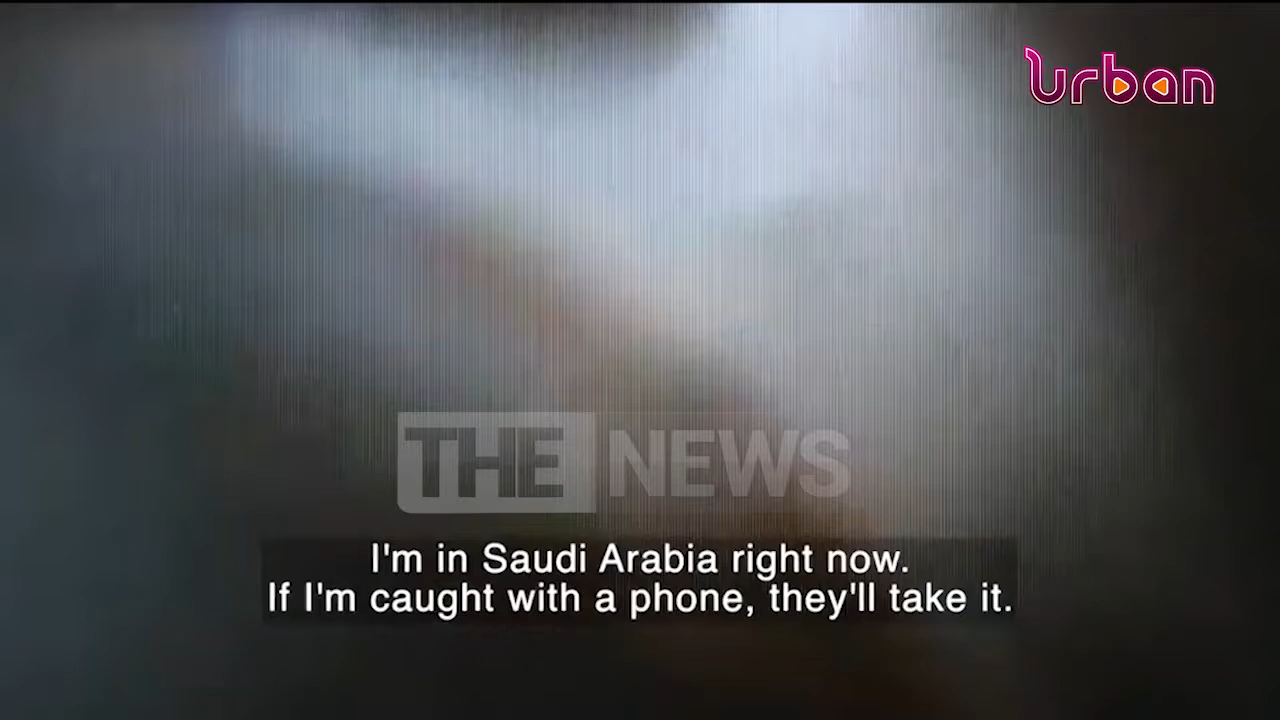 Urban
THE NEWS
I'm in Saudi Arabia right now.
If I'm caught with a phone, they'll take it.